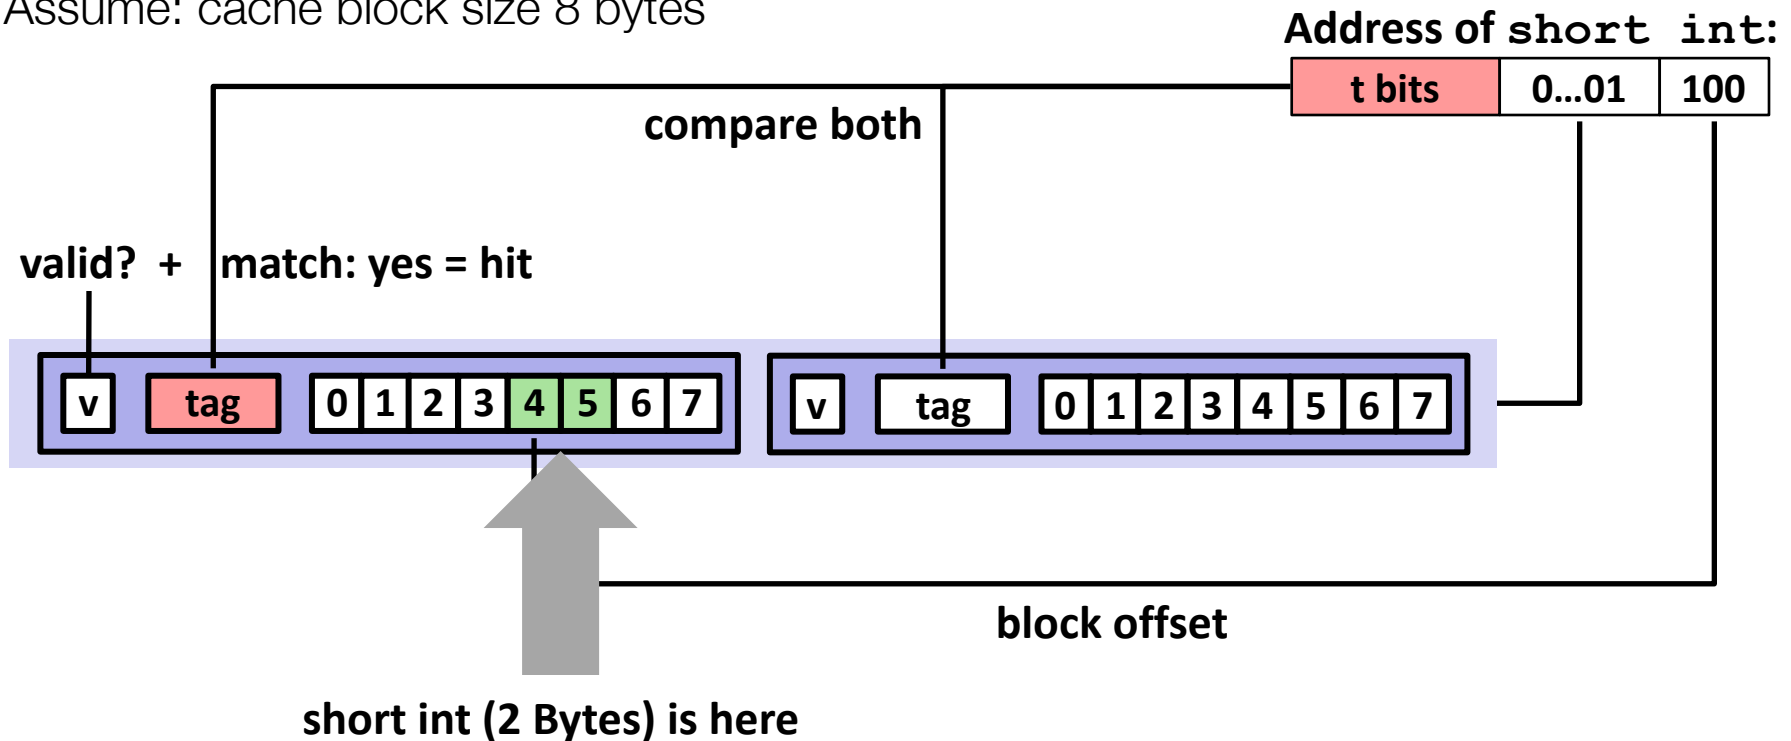 Assume: cache block size 8 bytes
Address of short int:
t bits 0...01 100
compare both
valid? + match: yes = hit
v tag 0 1 2 3 4 5 6 7 v tag 0 1 2 3 4 5 6 7
block offset
short int (2 Bytes) is here